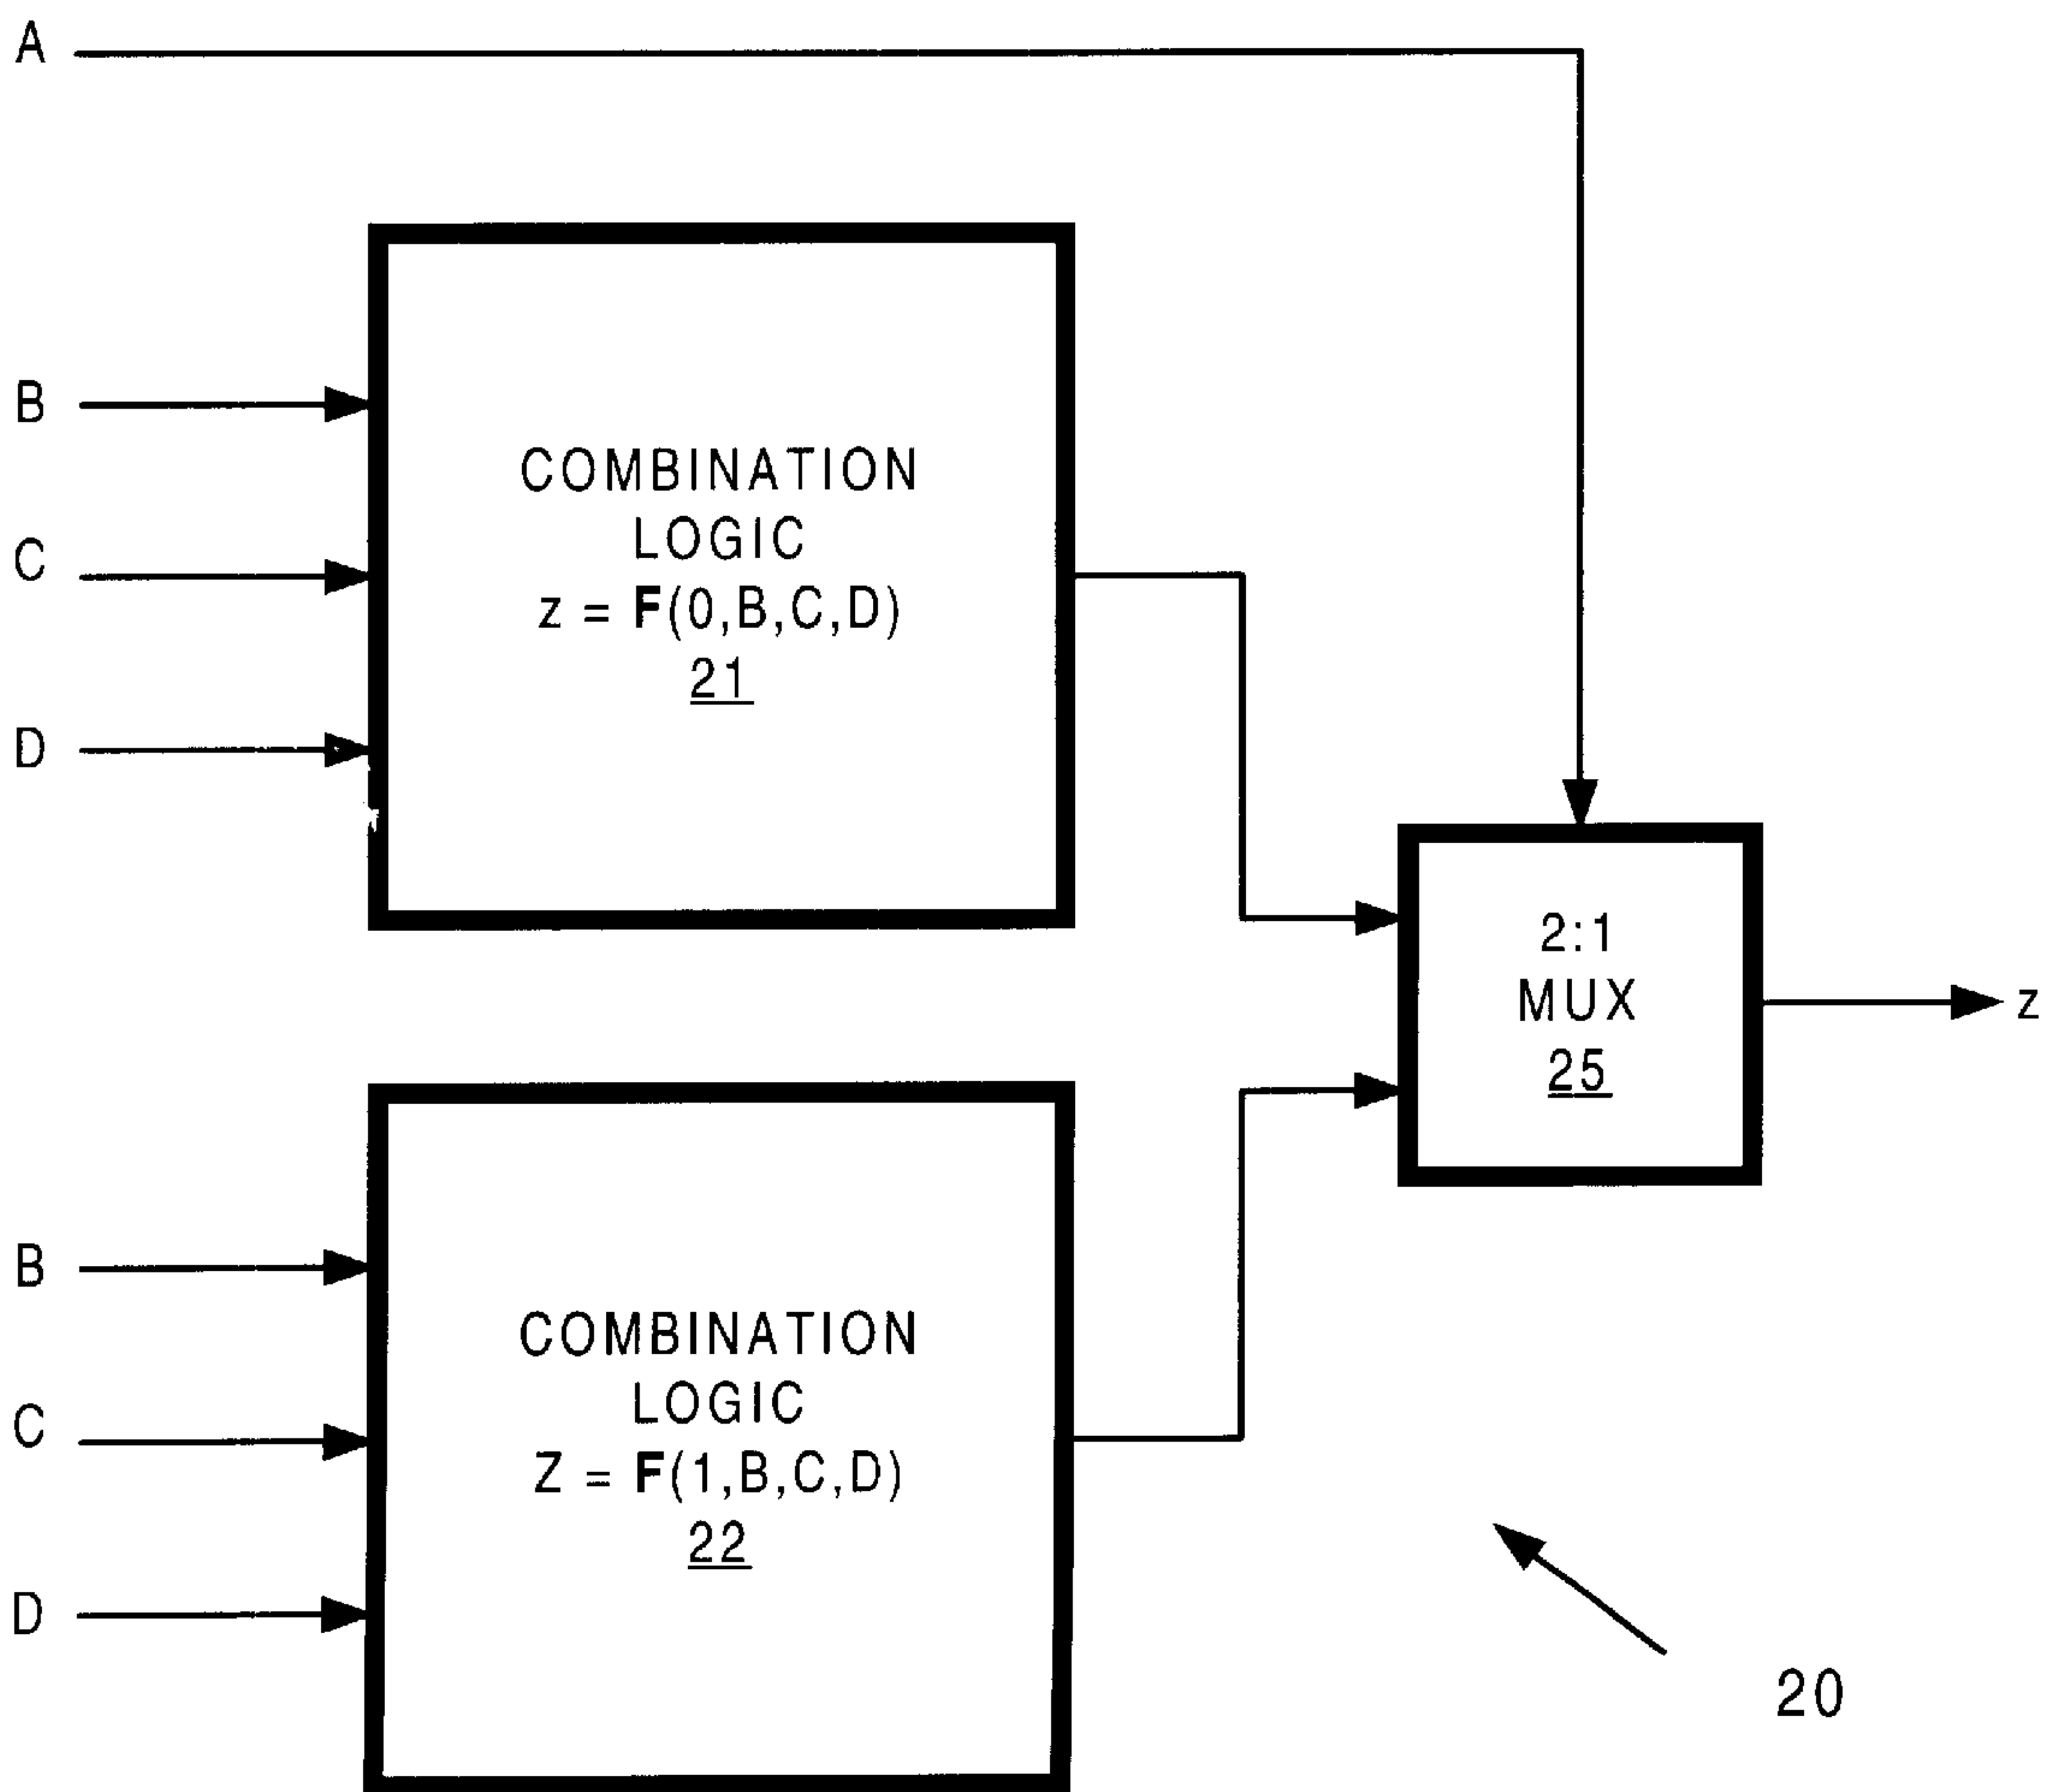 A
B
C
D
COMBINATION
LOGIC
z = F(0,B,C,D)
21
2:1
MUX
25
z
B
C
D
COMBINATION
LOGIC
Z = F(1,B,C,D)
22
20